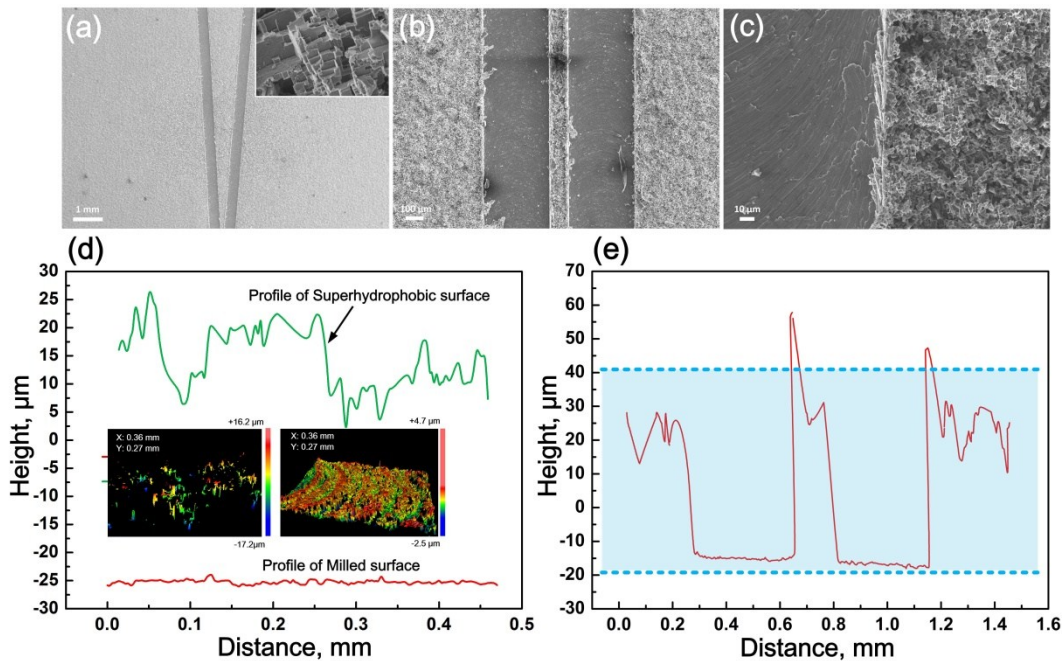 (a)
1 mm
(b)
100 µm
(c)
10 µm
(d)
Height, µm
30
25
20
15
10
5
0
-5
-10
-15
-20
-25
-30
Profile of Superhydrophobic surface
+16.2 µm
X: 0.36 mm
Y: 0.27 mm
-17.2µm
+4.7 µm
X: 0.36 mm
Y: 0.27 mm
-2.5 µm
Profile of Milled surface
0.0 0.1 0.2 0.3 0.4 0.5
Distance, mm
(e)
Height, µm
70
60
50
40
30
20
10
0
-10
-20
-30
0.0 0.2 0.4 0.6 0.8 1.0 1.2 1.4 1.6
Distance, mm